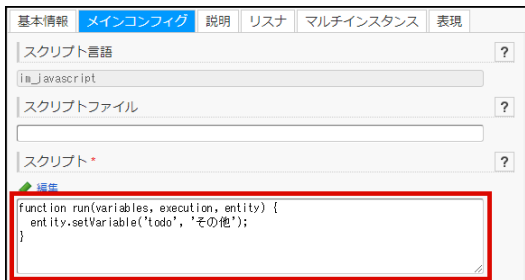 基本情報 メインコンフィグ 説明 リスナ マルチインスタンス 表現
スクリプト言語 ?
im_javascript
スクリプトファイル ?
スクリプト* ?
編集
function run(variables, execution, entity) {
  entity.setVariable('todo', 'その他');
}